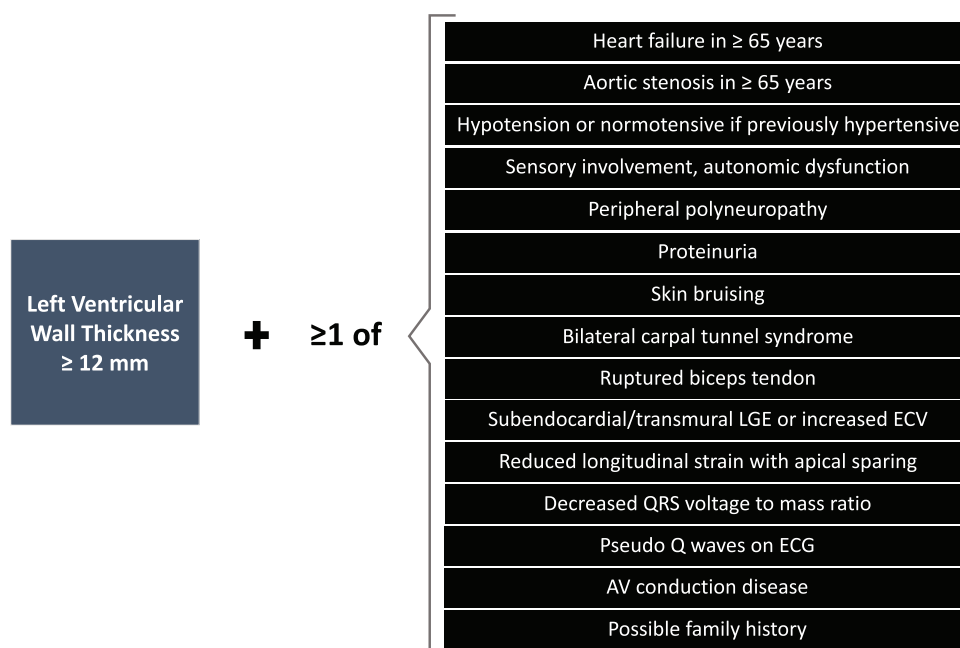 Left Ventricular
Wall Thickness
≥ 12 mm
+
≥1 of
Heart failure in ≥ 65 years
Aortic stenosis in ≥ 65 years
Hypotension or normotensive if previously hypertensive
Sensory involvement, autonomic dysfunction
Peripheral polyneuropathy
Proteinuria
Skin bruising
Bilateral carpal tunnel syndrome
Ruptured biceps tendon
Subendocardial/transmural LGE or increased ECV
Reduced longitudinal strain with apical sparing
Decreased QRS voltage to mass ratio
Pseudo Q waves on ECG
AV conduction disease
Possible family history